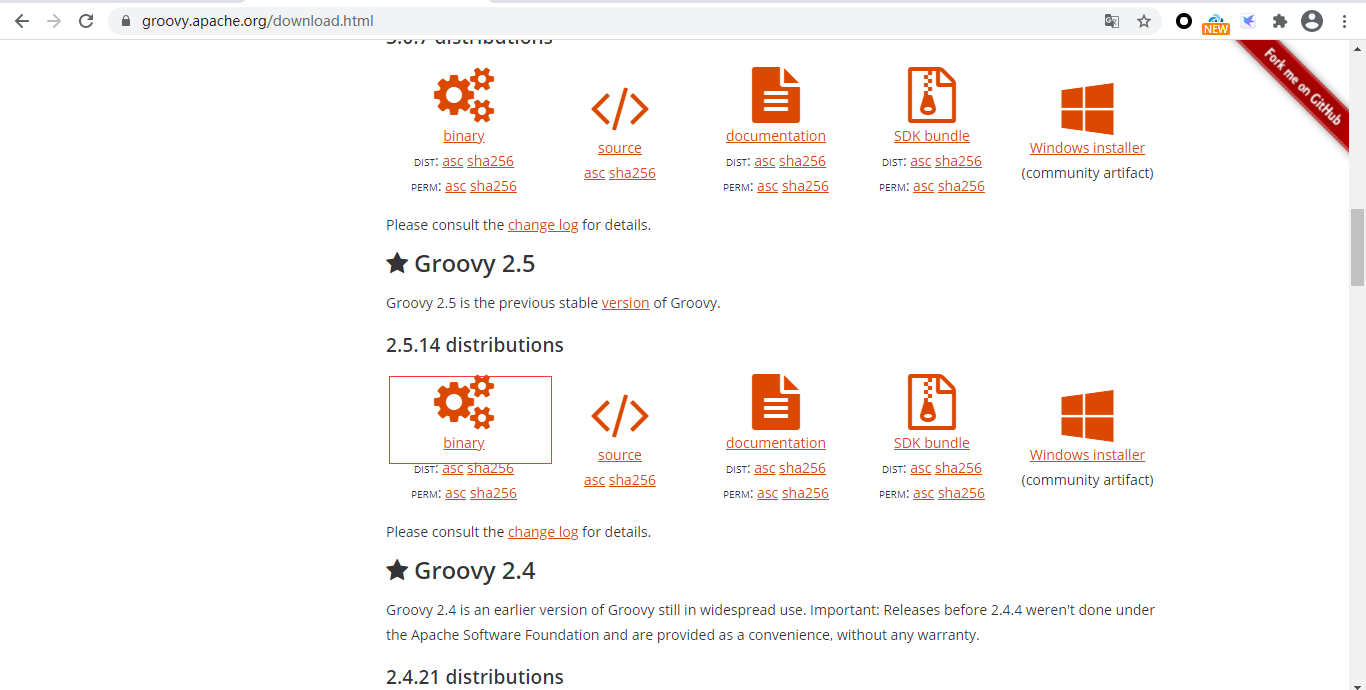 groovy.apache.org/download.html
NEW
3.0.7 distributions
Fork me on GitHub
binary
source
documentation
SDK bundle
Windows installer
DIST: asc sha256
asc sha256
DIST: asc sha256
DIST: asc sha256
(community artifact)
PERM: asc sha256
PERM: asc sha256
PERM: asc sha256
Please consult the change log for details.
Groovy 2.5
Groovy 2.5 is the previous stable version of Groovy.
2.5.14 distributions
binary
source
documentation
SDK bundle
Windows installer
DIST: asc sha256
asc sha256
DIST: asc sha256
DIST: asc sha256
(community artifact)
PERM: asc sha256
PERM: asc sha256
PERM: asc sha256
Please consult the change log for details.
Groovy 2.4
Groovy 2.4 is an earlier version of Groovy still in widespread use. Important: Releases before 2.4.4 weren't done under
the Apache Software Foundation and are provided as a convenience, without any warranty.
2.4.21 distributions